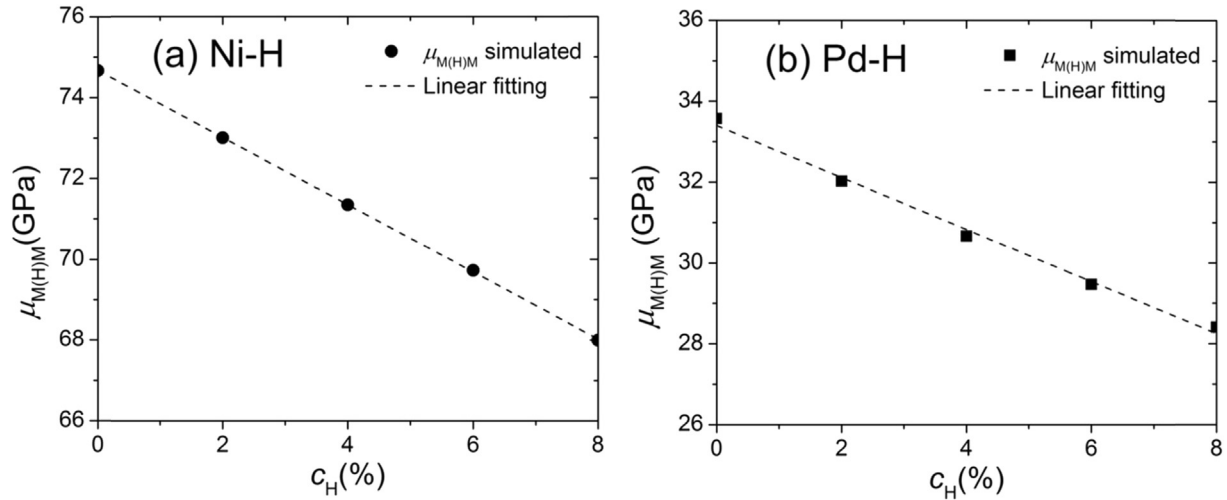 (a) Ni-H
μM(H)M simulated
Linear fitting
μM(H)M(GPa)
76
74
72
70
68
66
0 2 4 6 8
cH(%)
(b) Pd-H
μM(H)M simulated
Linear fitting
μM(H)M (GPa)
36
34
32
30
28
26
0 2 4 6 8
cH(%)